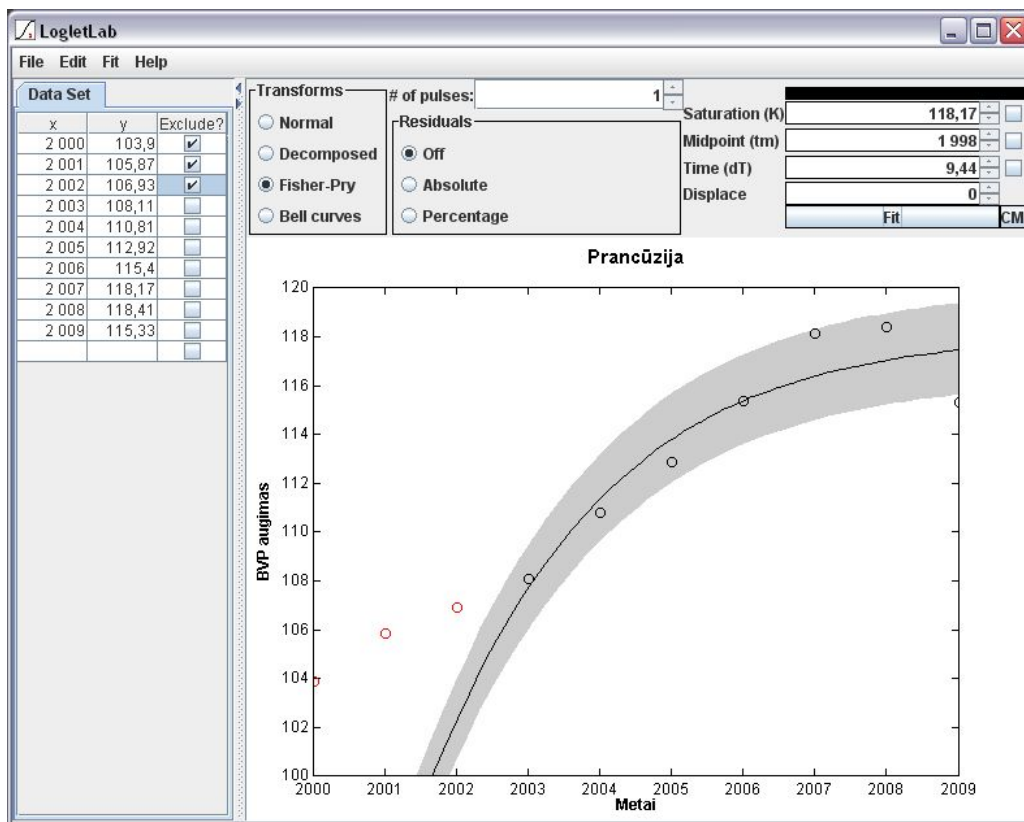 LogletLab
File Edit Fit Help
Data Set
x y Exclude?
2 000 103,9
2 001 105,87
2 002 106,93
2 003 108,11
2 004 110,81
2 005 112,92
2 006 115,4
2 007 118,17
2 008 118,41
2 009 115,33
Transforms
Normal
Decomposed
Fisher-Pry
Bell curves
# of pulses: 1
Residuals
Off
Absolute
Percentage
Saturation (K) 118,17
Midpoint (tm) 1 998
Time (dT) 9,44
Displace 0
Fit CM
Prancūzija
120
118
116
114
112
110
108
106
104
102
100
BVP augimas
2000 2001 2002 2003 2004 2005 2006 2007 2008 2009
Metai